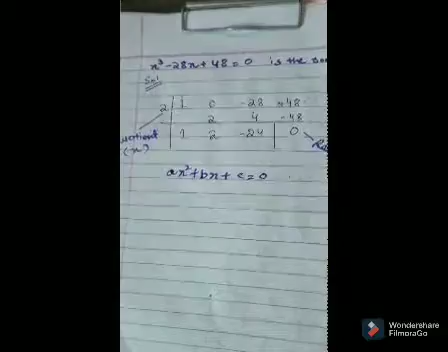 x³ - 28x + 48 = 0 is the
Sol
2 | 1 0 -28 +48
2 4 -48
1 2 -24 | 0
(x)
ax² + bx + c = 0
Wondershare
FilmoraGo